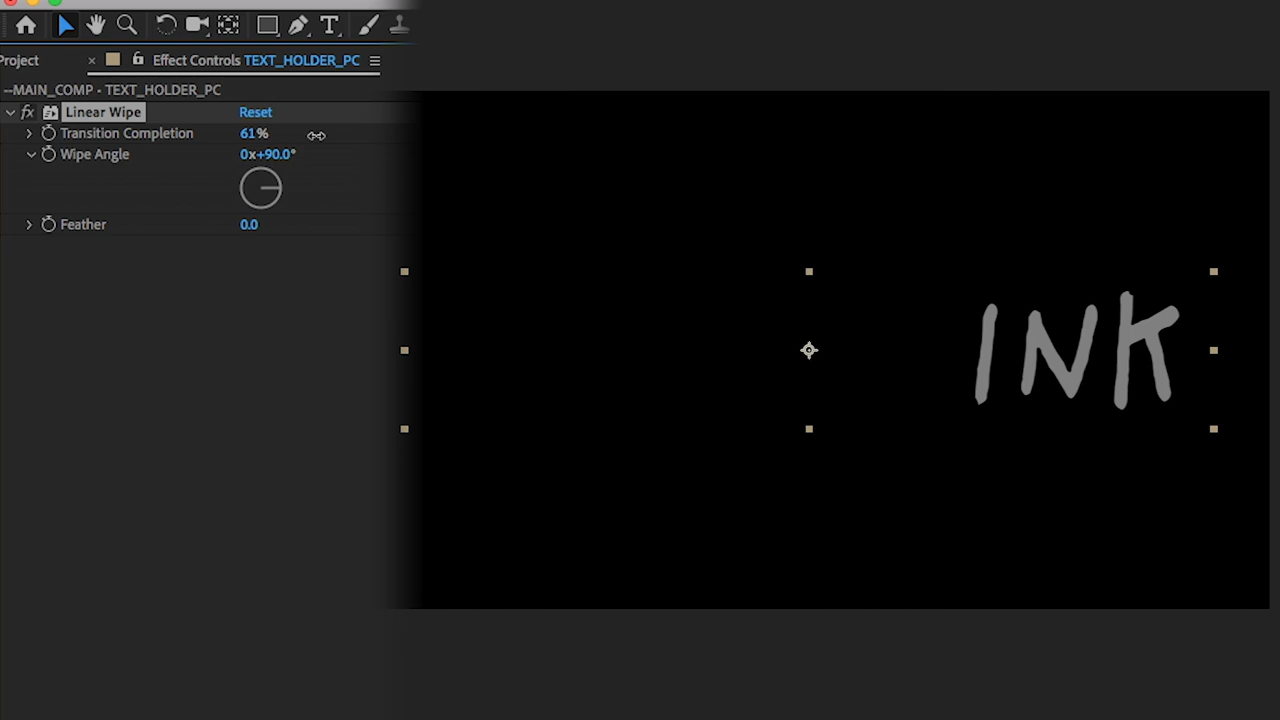 Project
× Effect Controls TEXT_HOLDER_PC
--MAIN_COMP • TEXT_HOLDER_PC
fx Linear Wipe Reset
Transition Completion 61%
Wipe Angle 0x+90.0°
Feather 0.0
INK